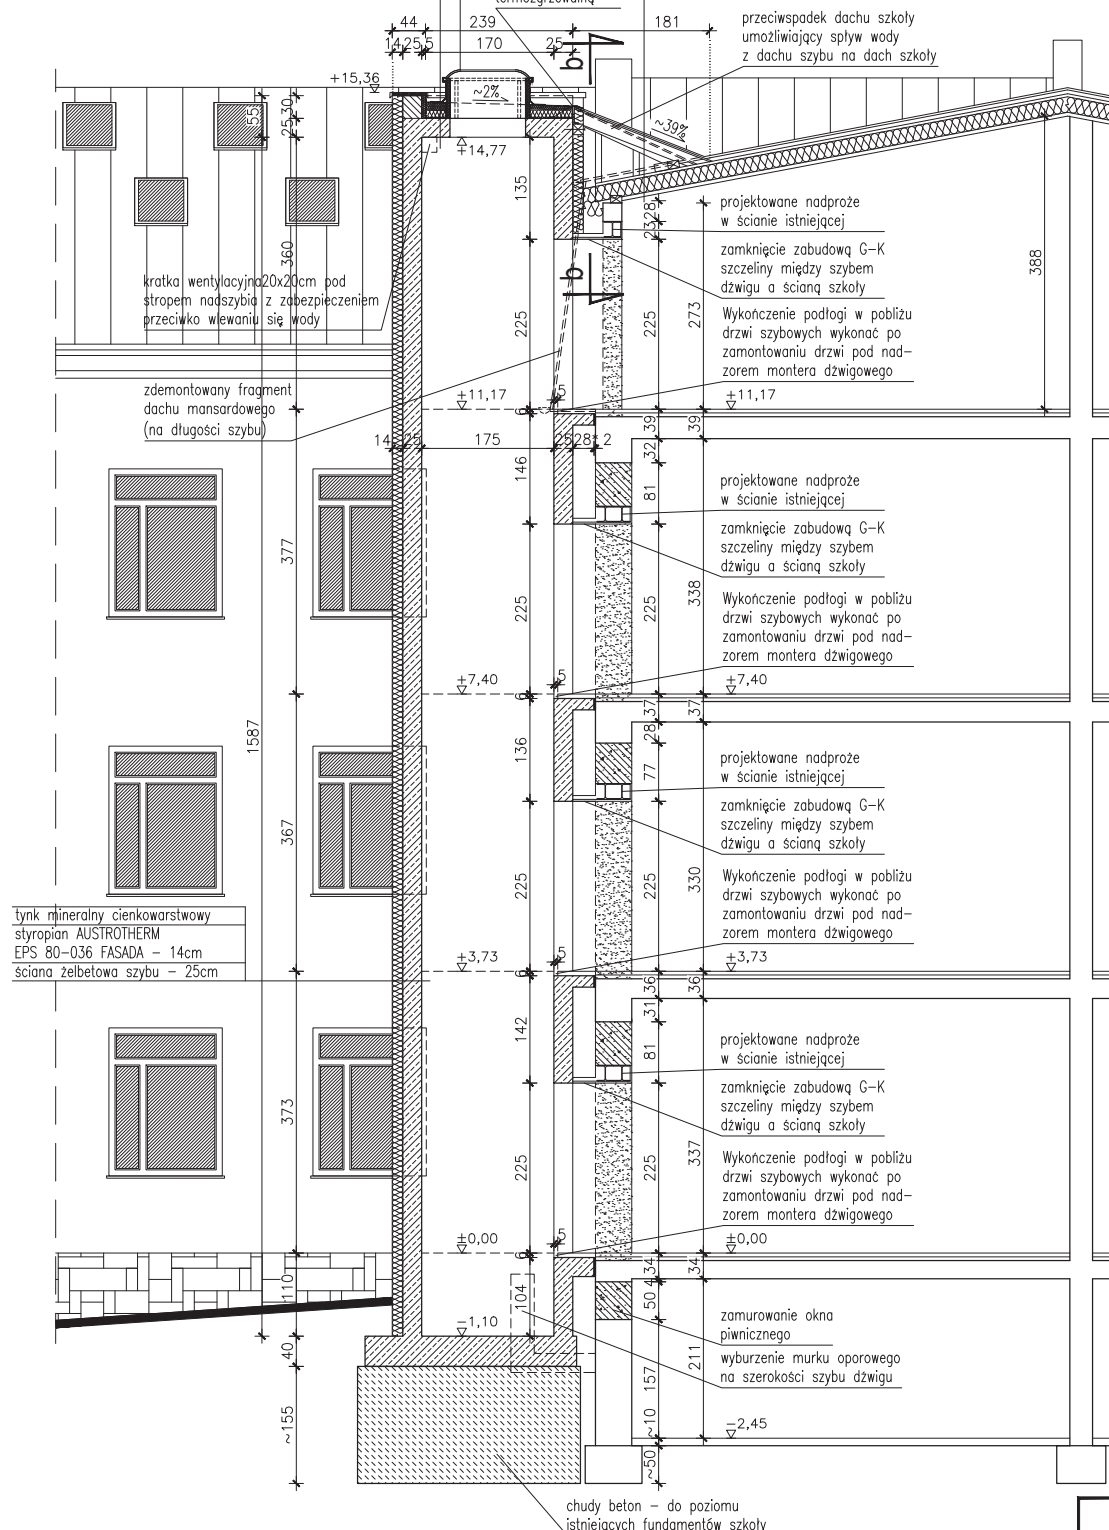 termozgrzewalną
44
239
181
14
25
5
170
25
przeciwspadek dachu szkoły
umożliwiający spływ wody
z dachu szybu na dach szkoły
b
+15,36
~2%
~39%
55
25
30
+14,77
135
23
28
projektowane nadproże
w ścianie istniejącej
zamknięcie zabudową G-K
szczeliny między szybem
dźwigu a ścianą szkoły
388
360
b
kratka wentylacyjna20x20cm pod
stropem nadszybia z zabezpieczeniem
przeciwko wlewaniu się wody
225
225
273
Wykończenie podłogi w pobliżu
drzwi szybowych wykonać po
zamontowaniu drzwi pod nad-
zorem montera dźwigowego
zdemontowany fragment
dachu mansardowego
(na długości szybu)
+11,17
5
6
+11,17
39
39
14
25
175
25
28
2
32
146
81
projektowane nadproże
w ścianie istniejącej
zamknięcie zabudową G-K
szczeliny między szybem
dźwigu a ścianą szkoły
377
225
225
338
Wykończenie podłogi w pobliżu
drzwi szybowych wykonać po
zamontowaniu drzwi pod nad-
zorem montera dźwigowego
+7,40
5
6
+7,40
37
37
28
1587
136
77
projektowane nadproże
w ścianie istniejącej
zamknięcie zabudową G-K
szczeliny między szybem
dźwigu a ścianą szkoły
367
225
225
330
Wykończenie podłogi w pobliżu
drzwi szybowych wykonać po
zamontowaniu drzwi pod nad-
zorem montera dźwigowego
tynk mineralny cienkowarstwowy
styropian AUSTROTHERM
EPS 80-036 FASADA - 14cm
ściana żelbetowa szybu - 25cm
+3,73
5
6
+3,73
36
36
31
142
81
projektowane nadproże
w ścianie istniejącej
zamknięcie zabudową G-K
szczeliny między szybem
dźwigu a ścianą szkoły
373
225
225
337
Wykończenie podłogi w pobliżu
drzwi szybowych wykonać po
zamontowaniu drzwi pod nad-
zorem montera dźwigowego
±0,00
5
6
±0,00
34
34
110
104
4
50
-1,10
zamurowanie okna
piwnicznego
wyburzenie murku oporowego
na szerokości szybu dźwigu
40
157
211
~155
~10
-2,45
~50
chudy beton - do poziomu
istniejących fundamentów szkoły